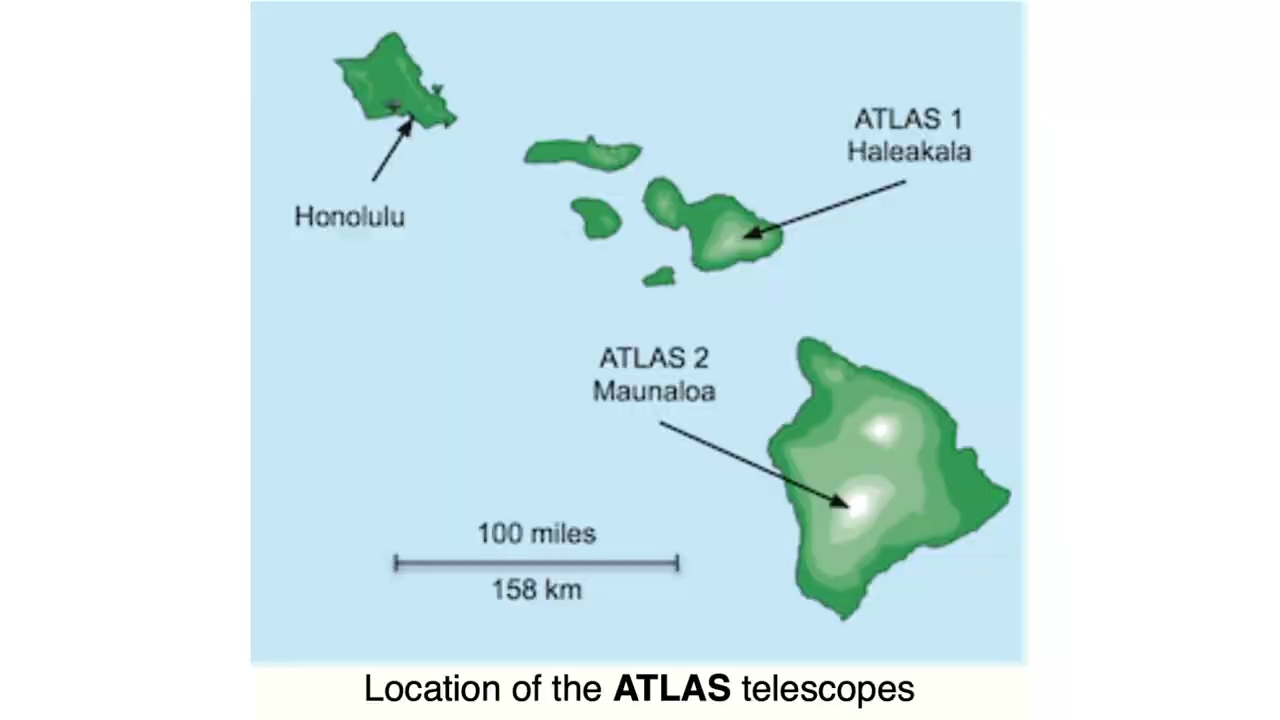 ATLAS 1
Haleakala
Honolulu
ATLAS 2
Maunaloa
100 miles
158 km
Location of the ATLAS telescopes